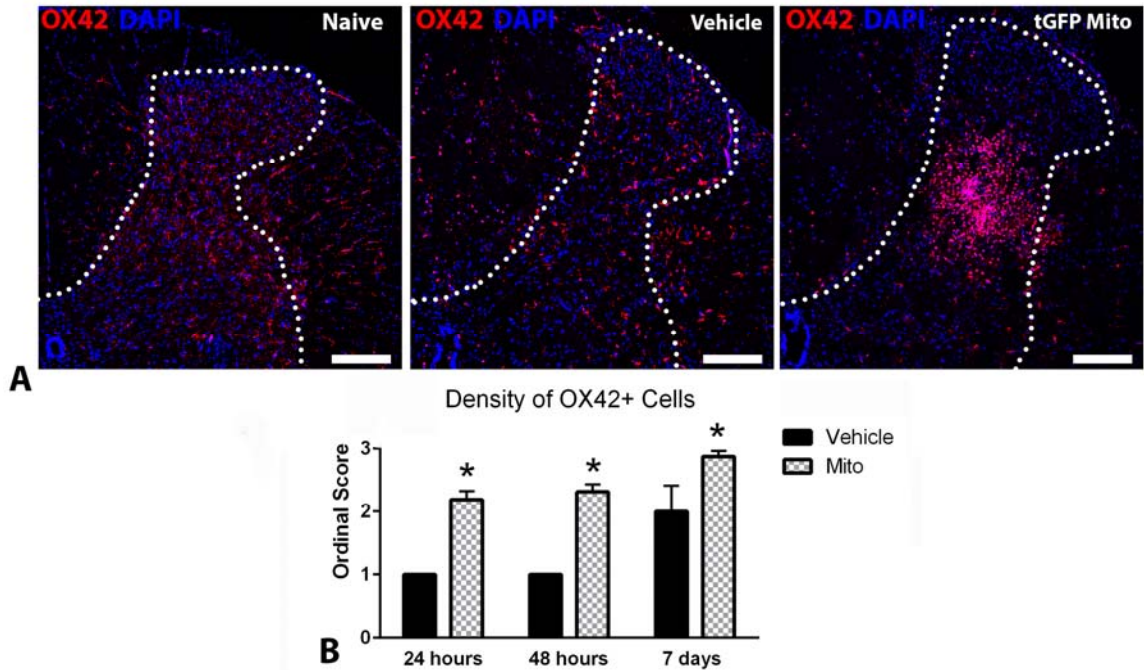 OX42 DAPI Naive
OX42 DAPI Vehicle
OX42 DAPI tGFP Mito
A
Density of OX42+ Cells
Vehicle
Mito
Ordinal Score
3
2
1
0
* * *
24 hours 48 hours 7 days
B